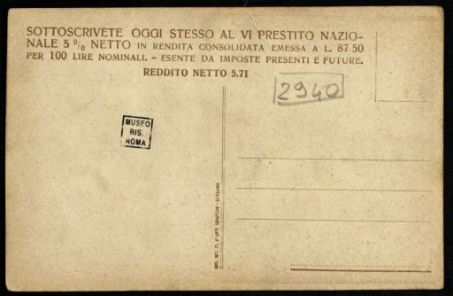 SOTTOSCRIVETE OGGI STESSO AL VI PRESTITO NAZIO-
NALE 5 % NETTO IN RENDITA CONSOLIDATA EMESSA A L. 87.50
PER 100 LIRE NOMINALI. - ESENTE DA IMPOSTE PRESENTI E FUTURE.
REDDITO NETTO 5.71
2940
MUSEO
RIS.
ROMA